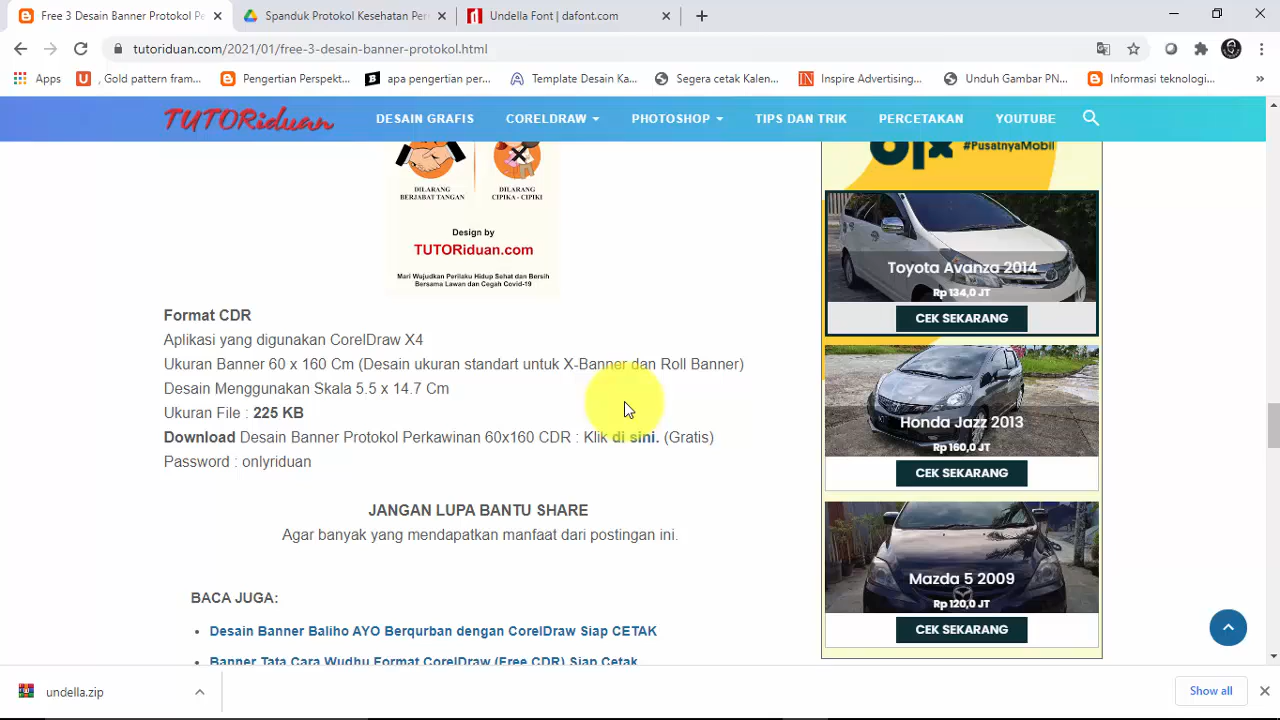 Free 3 Desain Banner Protokol Pe
Spanduk Protokol Kesehatan Per
Undella Font | dafont.com
tutoriduan.com/2021/01/free-3-desain-banner-protokol.html
Apps
, Gold pattern fram...
Pengertian Perspekt...
apa pengertian per...
Template Desain Ka...
Segera cetak Kalen...
Inspire Advertising...
Unduh Gambar PN...
Informasi teknologi...
TUTORiduan
DESAIN GRAFIS
CORELDRAW
PHOTOSHOP
TIPS DAN TRIK
PERCETAKAN
YOUTUBE
DILARANG
BERJABAT TANGAN
DILARANG
CIPIKA - CIPIKI
Design by
TUTORiduan.com
Mari Wujudkan Perilaku Hidup Sehat dan Bersih
Bersama Lawan dan Cegah Covid-19
Format CDR
Aplikasi yang digunakan CorelDraw X4
Ukuran Banner 60 x 160 Cm (Desain ukuran standart untuk X-Banner dan Roll Banner)
Desain Menggunakan Skala 5.5 x 14.7 Cm
Ukuran File : 225 KB
Download Desain Banner Protokol Perkawinan 60x160 CDR : Klik di sini. (Gratis)
Password : onlyriduan
JANGAN LUPA BANTU SHARE
Agar banyak yang mendapatkan manfaat dari postingan ini.
BACA JUGA:
Desain Banner Baliho AYO Berqurban dengan CorelDraw Siap CETAK
Banner Tata Cara Wudhu Format CorelDraw (Free CDR) Siap Cetak
olx
#PusatnyaMobil
Toyota Avanza 2014
Rp 134,0 JT
CEK SEKARANG
Honda Jazz 2013
Rp 160,0 JT
CEK SEKARANG
Mazda 5 2009
Rp 120,0 JT
CEK SEKARANG
undella.zip
Show all